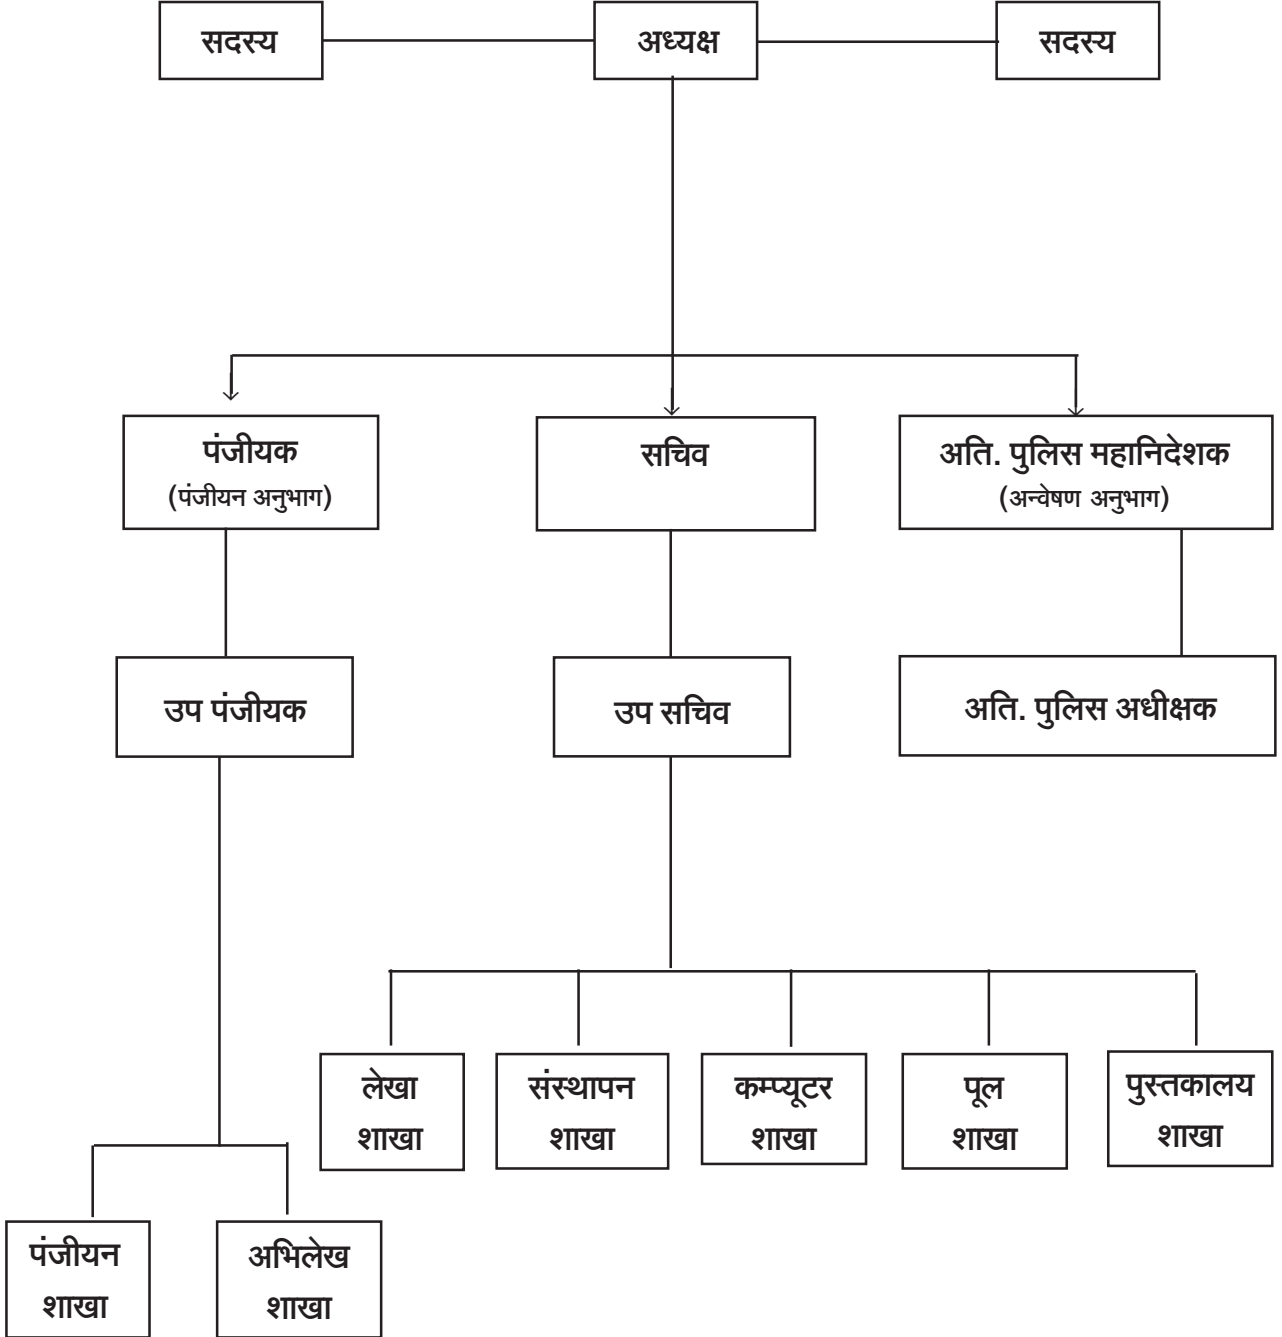 सदस्य
अध्यक्ष
सदस्य
पंजीयक
(पंजीयन अनुभाग)
सचिव
अति. पुलिस महानिदेशक
(अन्वेषण अनुभाग)
उप पंजीयक
उप सचिव
अति. पुलिस अधीक्षक
लेखा
शाखा
संस्थापन
शाखा
कम्प्यूटर
शाखा
पूल
शाखा
पुस्तकालय
शाखा
पंजीयन
शाखा
अभिलेख
शाखा